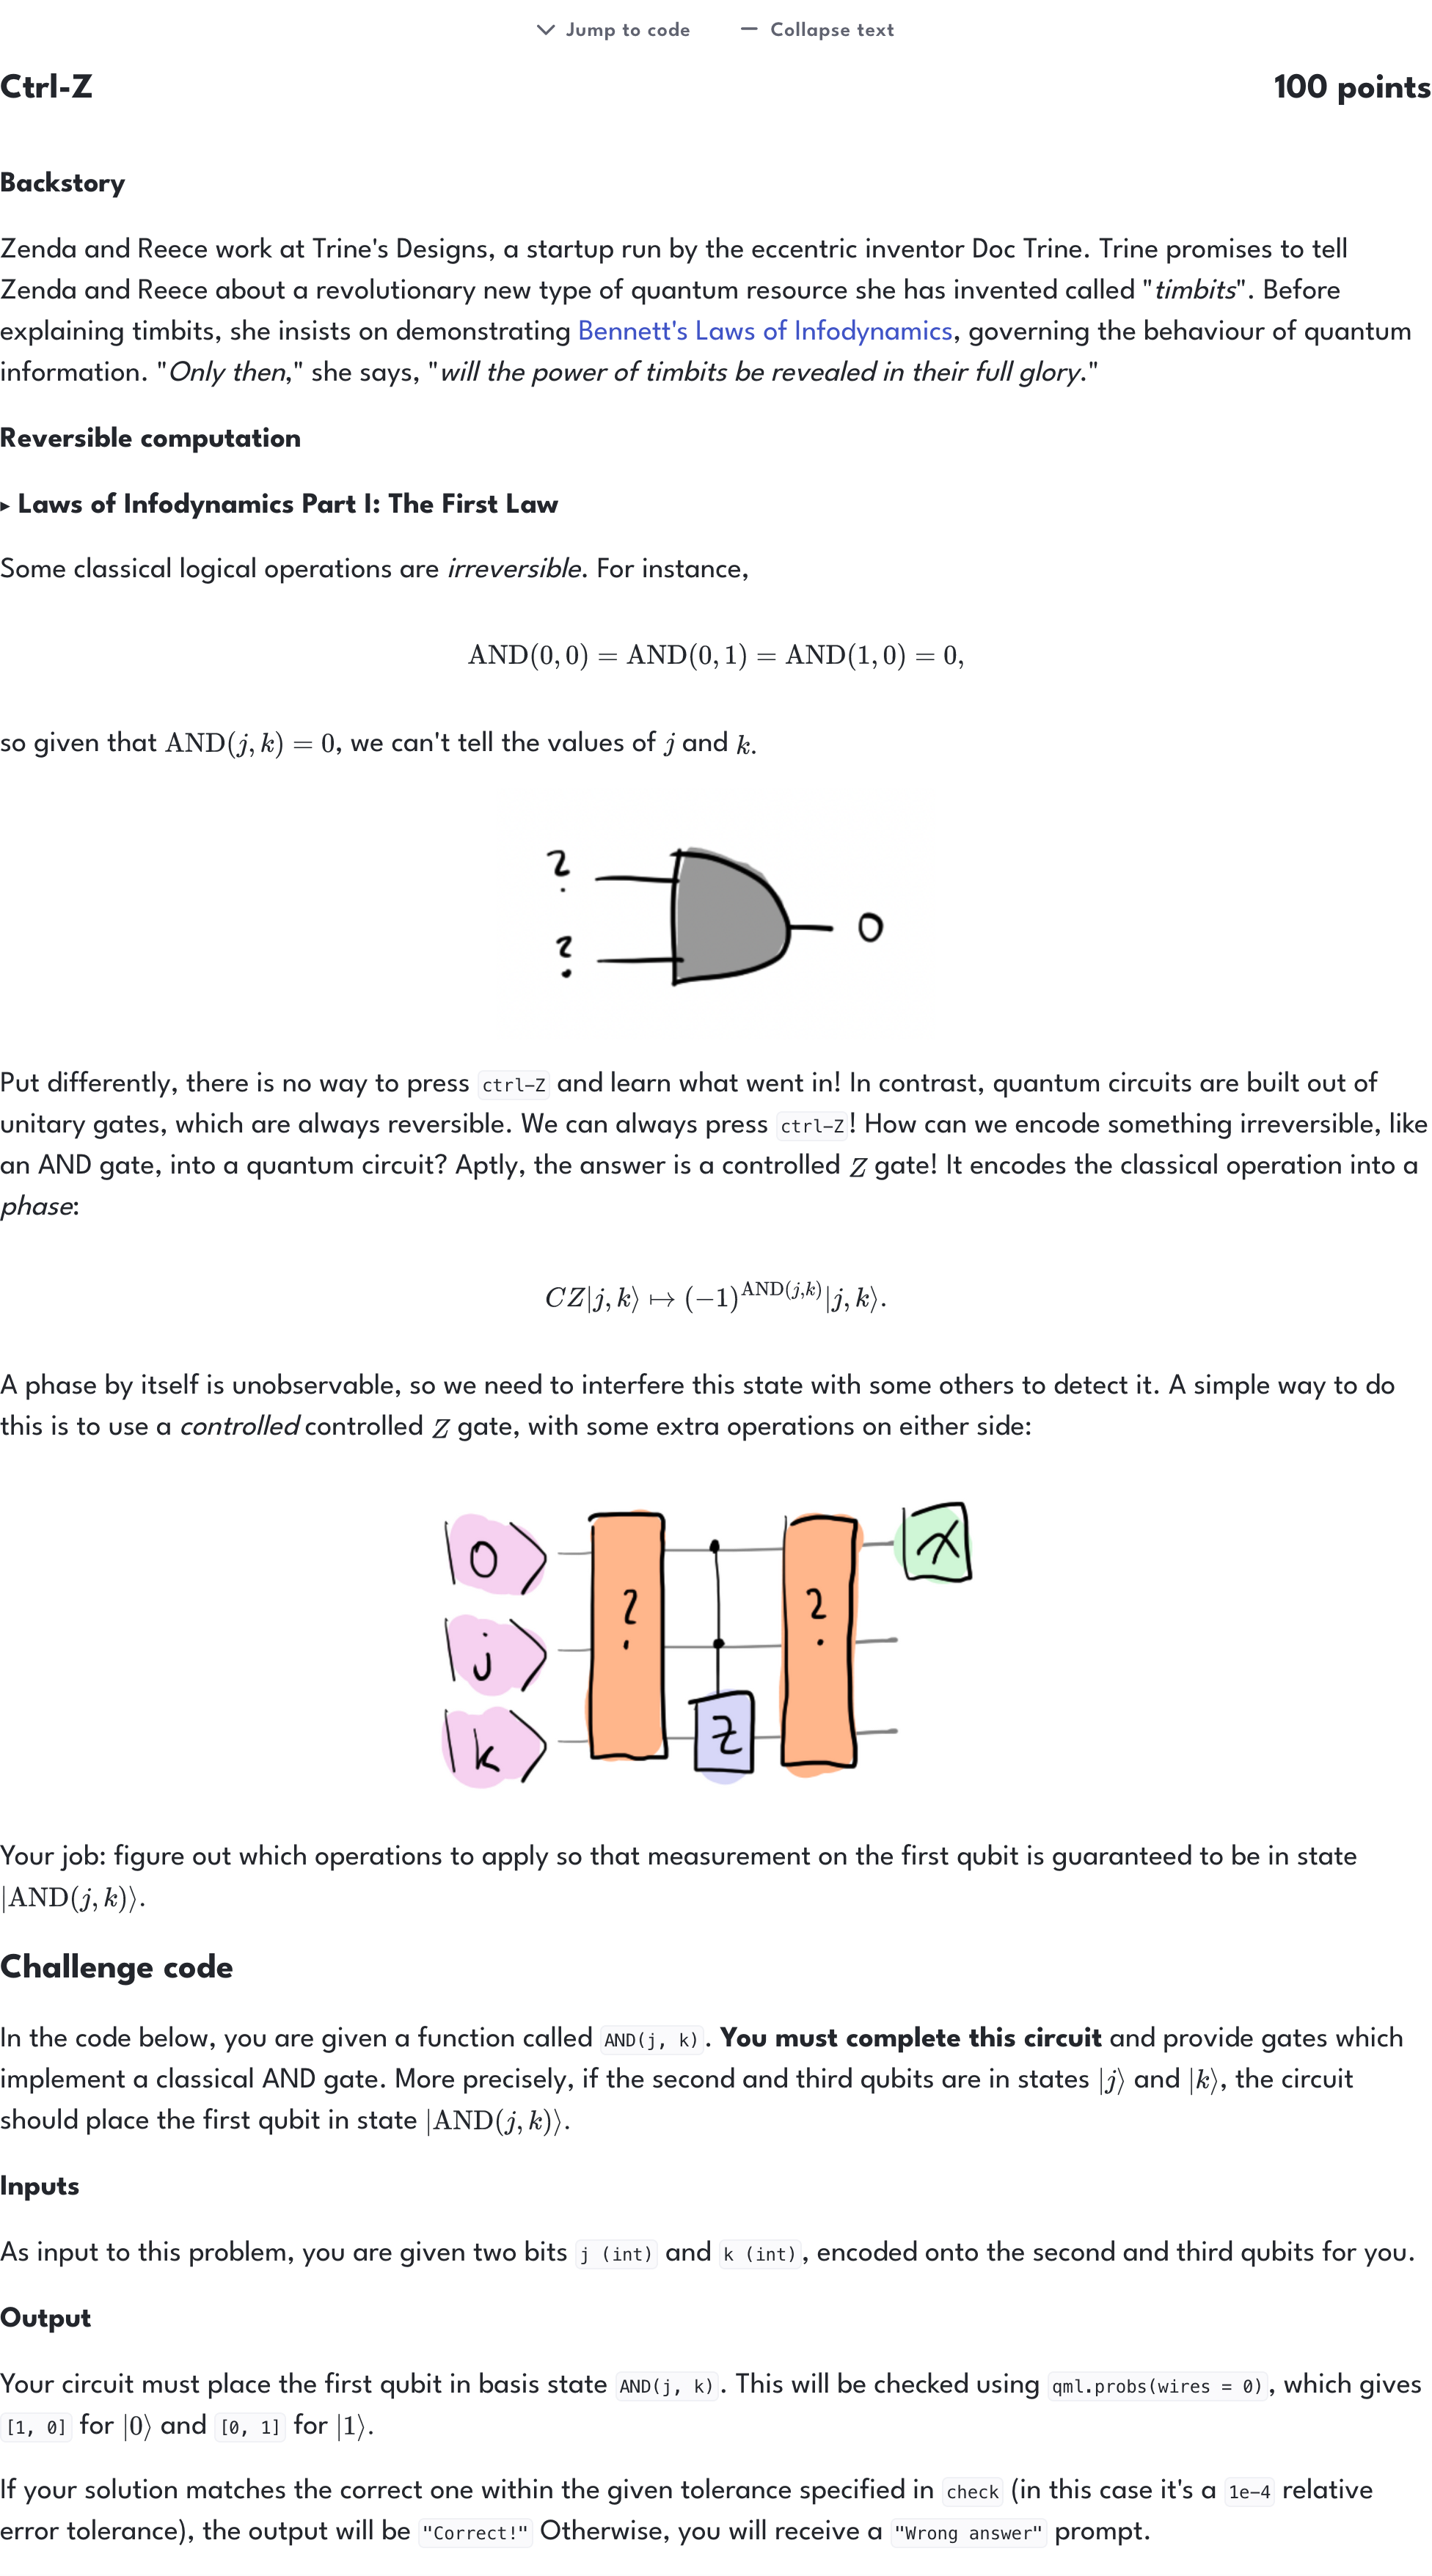 Jump to code — Collapse text
Ctrl-Z 100 points
Backstory
Zenda and Reece work at Trine's Designs, a startup run by the eccentric inventor Doc Trine. Trine promises to tell
Zenda and Reece about a revolutionary new type of quantum resource she has invented called "timbits". Before
explaining timbits, she insists on demonstrating Bennett's Laws of Infodynamics, governing the behaviour of quantum
information. "Only then," she says, "will the power of timbits be revealed in their full glory."
Reversible computation
▸ Laws of Infodynamics Part I: The First Law
Some classical logical operations are irreversible. For instance,
AND(0, 0) = AND(0, 1) = AND(1, 0) = 0,
so given that AND(j, k) = 0, we can't tell the values of j and k.
?
?
0
Put differently, there is no way to press ctrl-Z and learn what went in! In contrast, quantum circuits are built out of
unitary gates, which are always reversible. We can always press ctrl-Z! How can we encode something irreversible, like
an AND gate, into a quantum circuit? Aptly, the answer is a controlled Z gate! It encodes the classical operation into a
phase:
CZ|j, k⟩ ↦ (−1)^AND(j,k)|j, k⟩.
A phase by itself is unobservable, so we need to interfere this state with some others to detect it. A simple way to do
this is to use a controlled controlled Z gate, with some extra operations on either side:
|0⟩ ? ? X
|j⟩
|k⟩ Z
Your job: figure out which operations to apply so that measurement on the first qubit is guaranteed to be in state
|AND(j, k)⟩.
Challenge code
In the code below, you are given a function called AND(j, k). You must complete this circuit and provide gates which
implement a classical AND gate. More precisely, if the second and third qubits are in states |j⟩ and |k⟩, the circuit
should place the first qubit in state |AND(j, k)⟩.
Inputs
As input to this problem, you are given two bits j (int) and k (int), encoded onto the second and third qubits for you.
Output
Your circuit must place the first qubit in basis state AND(j, k). This will be checked using qml.probs(wires = 0), which gives
[1, 0] for |0⟩ and [0, 1] for |1⟩.
If your solution matches the correct one within the given tolerance specified in check (in this case it's a 1e-4 relative
error tolerance), the output will be "Correct!" Otherwise, you will receive a "Wrong answer" prompt.